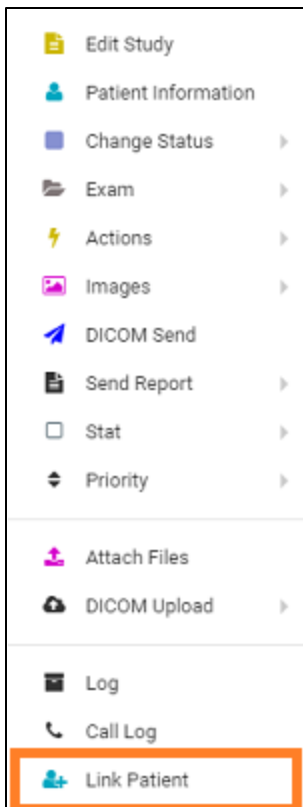 Edit Study
Patient Information
Change Status
Exam
Actions
Images
DICOM Send
Send Report
Stat
Priority
Attach Files
DICOM Upload
Log
Call Log
Link Patient